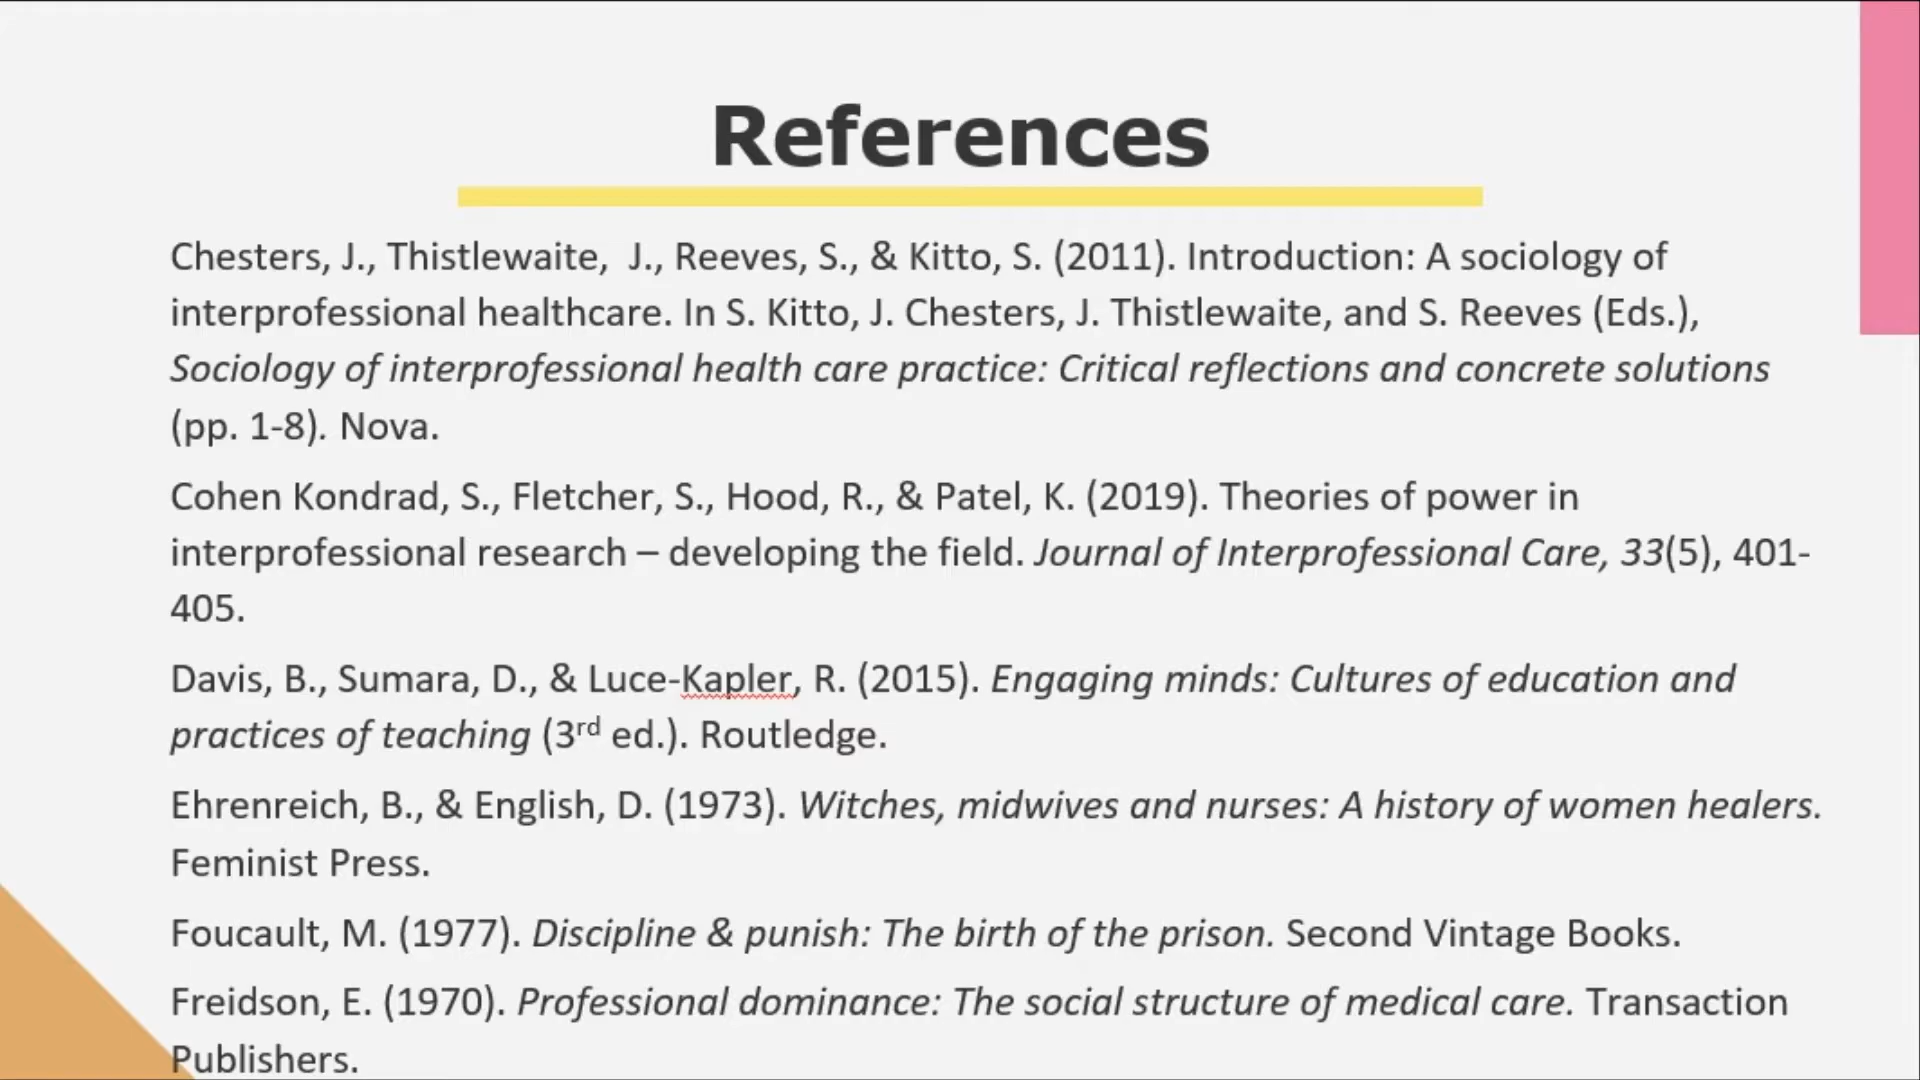 References
Chesters, J., Thistlewaite,  J., Reeves, S., & Kitto, S. (2011). Introduction: A sociology of
interprofessional healthcare. In S. Kitto, J. Chesters, J. Thistlewaite, and S. Reeves (Eds.),
Sociology of interprofessional health care practice: Critical reflections and concrete solutions
(pp. 1-8). Nova.
Cohen Kondrad, S., Fletcher, S., Hood, R., & Patel, K. (2019). Theories of power in
interprofessional research – developing the field. Journal of Interprofessional Care, 33(5), 401-
405.
Davis, B., Sumara, D., & Luce-Kapler, R. (2015). Engaging minds: Cultures of education and
practices of teaching (3rd ed.). Routledge.
Ehrenreich, B., & English, D. (1973). Witches, midwives and nurses: A history of women healers.
Feminist Press.
Foucault, M. (1977). Discipline & punish: The birth of the prison. Second Vintage Books.
Freidson, E. (1970). Professional dominance: The social structure of medical care. Transaction
Publishers.